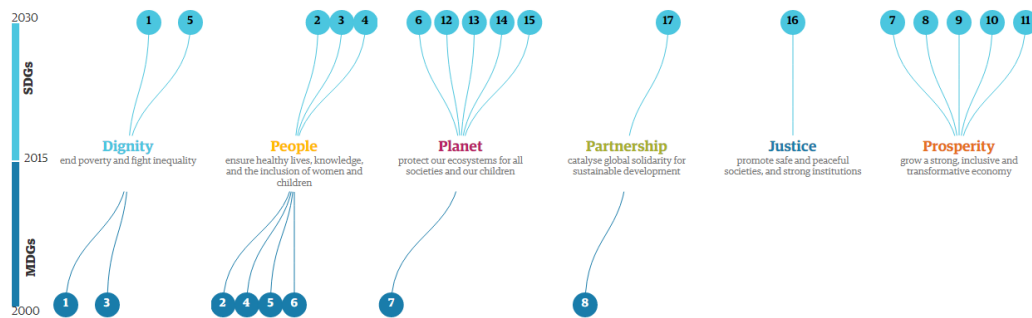 2030
1 5 2 3 4 6 12 13 14 15 17 16 7 8 9 10 11
SDGs
Dignity
end poverty and fight inequality
People
ensure healthy lives, knowledge,
and the inclusion of women and
children
Planet
protect our ecosystems for all
societies and our children
Partnership
catalyse global solidarity for
sustainable development
Justice
promote safe and peaceful
societies, and strong institutions
Prosperity
grow a strong, inclusive and
transformative economy
2015
MDGs
1 3 2 4 5 6 7 8
2000